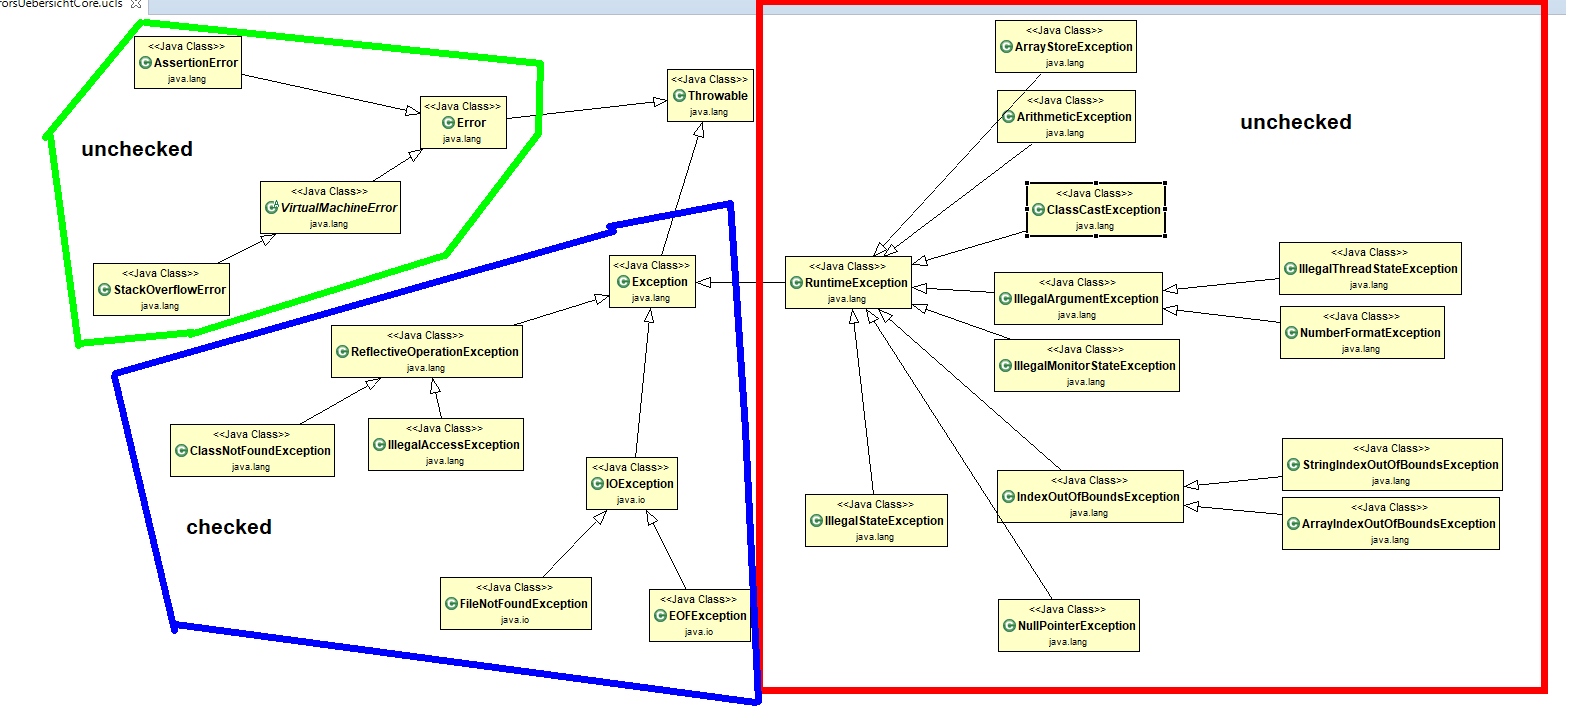 rorsUebersichtCore.ucls
<<Java Class>>
AssertionError
java.lang
<<Java Class>>
Error
java.lang
unchecked
<<Java Class>>
VirtualMachineError
java.lang
<<Java Class>>
StackOverflowError
java.lang
<<Java Class>>
Throwable
java.lang
<<Java Class>>
Exception
java.lang
<<Java Class>>
ReflectiveOperationException
java.lang
<<Java Class>>
ClassNotFoundException
java.lang
<<Java Class>>
IllegalAccessException
java.lang
<<Java Class>>
IOException
java.io
checked
<<Java Class>>
FileNotFoundException
java.io
<<Java Class>>
EOFException
java.io
<<Java Class>>
ArrayStoreException
java.lang
<<Java Class>>
ArithmeticException
java.lang
unchecked
<<Java Class>>
ClassCastException
java.lang
<<Java Class>>
RuntimeException
java.lang
<<Java Class>>
IllegalArgumentException
java.lang
<<Java Class>>
IllegalThreadStateException
java.lang
<<Java Class>>
NumberFormatException
java.lang
<<Java Class>>
IllegalMonitorStateException
java.lang
<<Java Class>>
IllegalStateException
java.lang
<<Java Class>>
IndexOutOfBoundsException
java.lang
<<Java Class>>
StringIndexOutOfBoundsException
java.lang
<<Java Class>>
ArrayIndexOutOfBoundsException
java.lang
<<Java Class>>
NullPointerException
java.lang